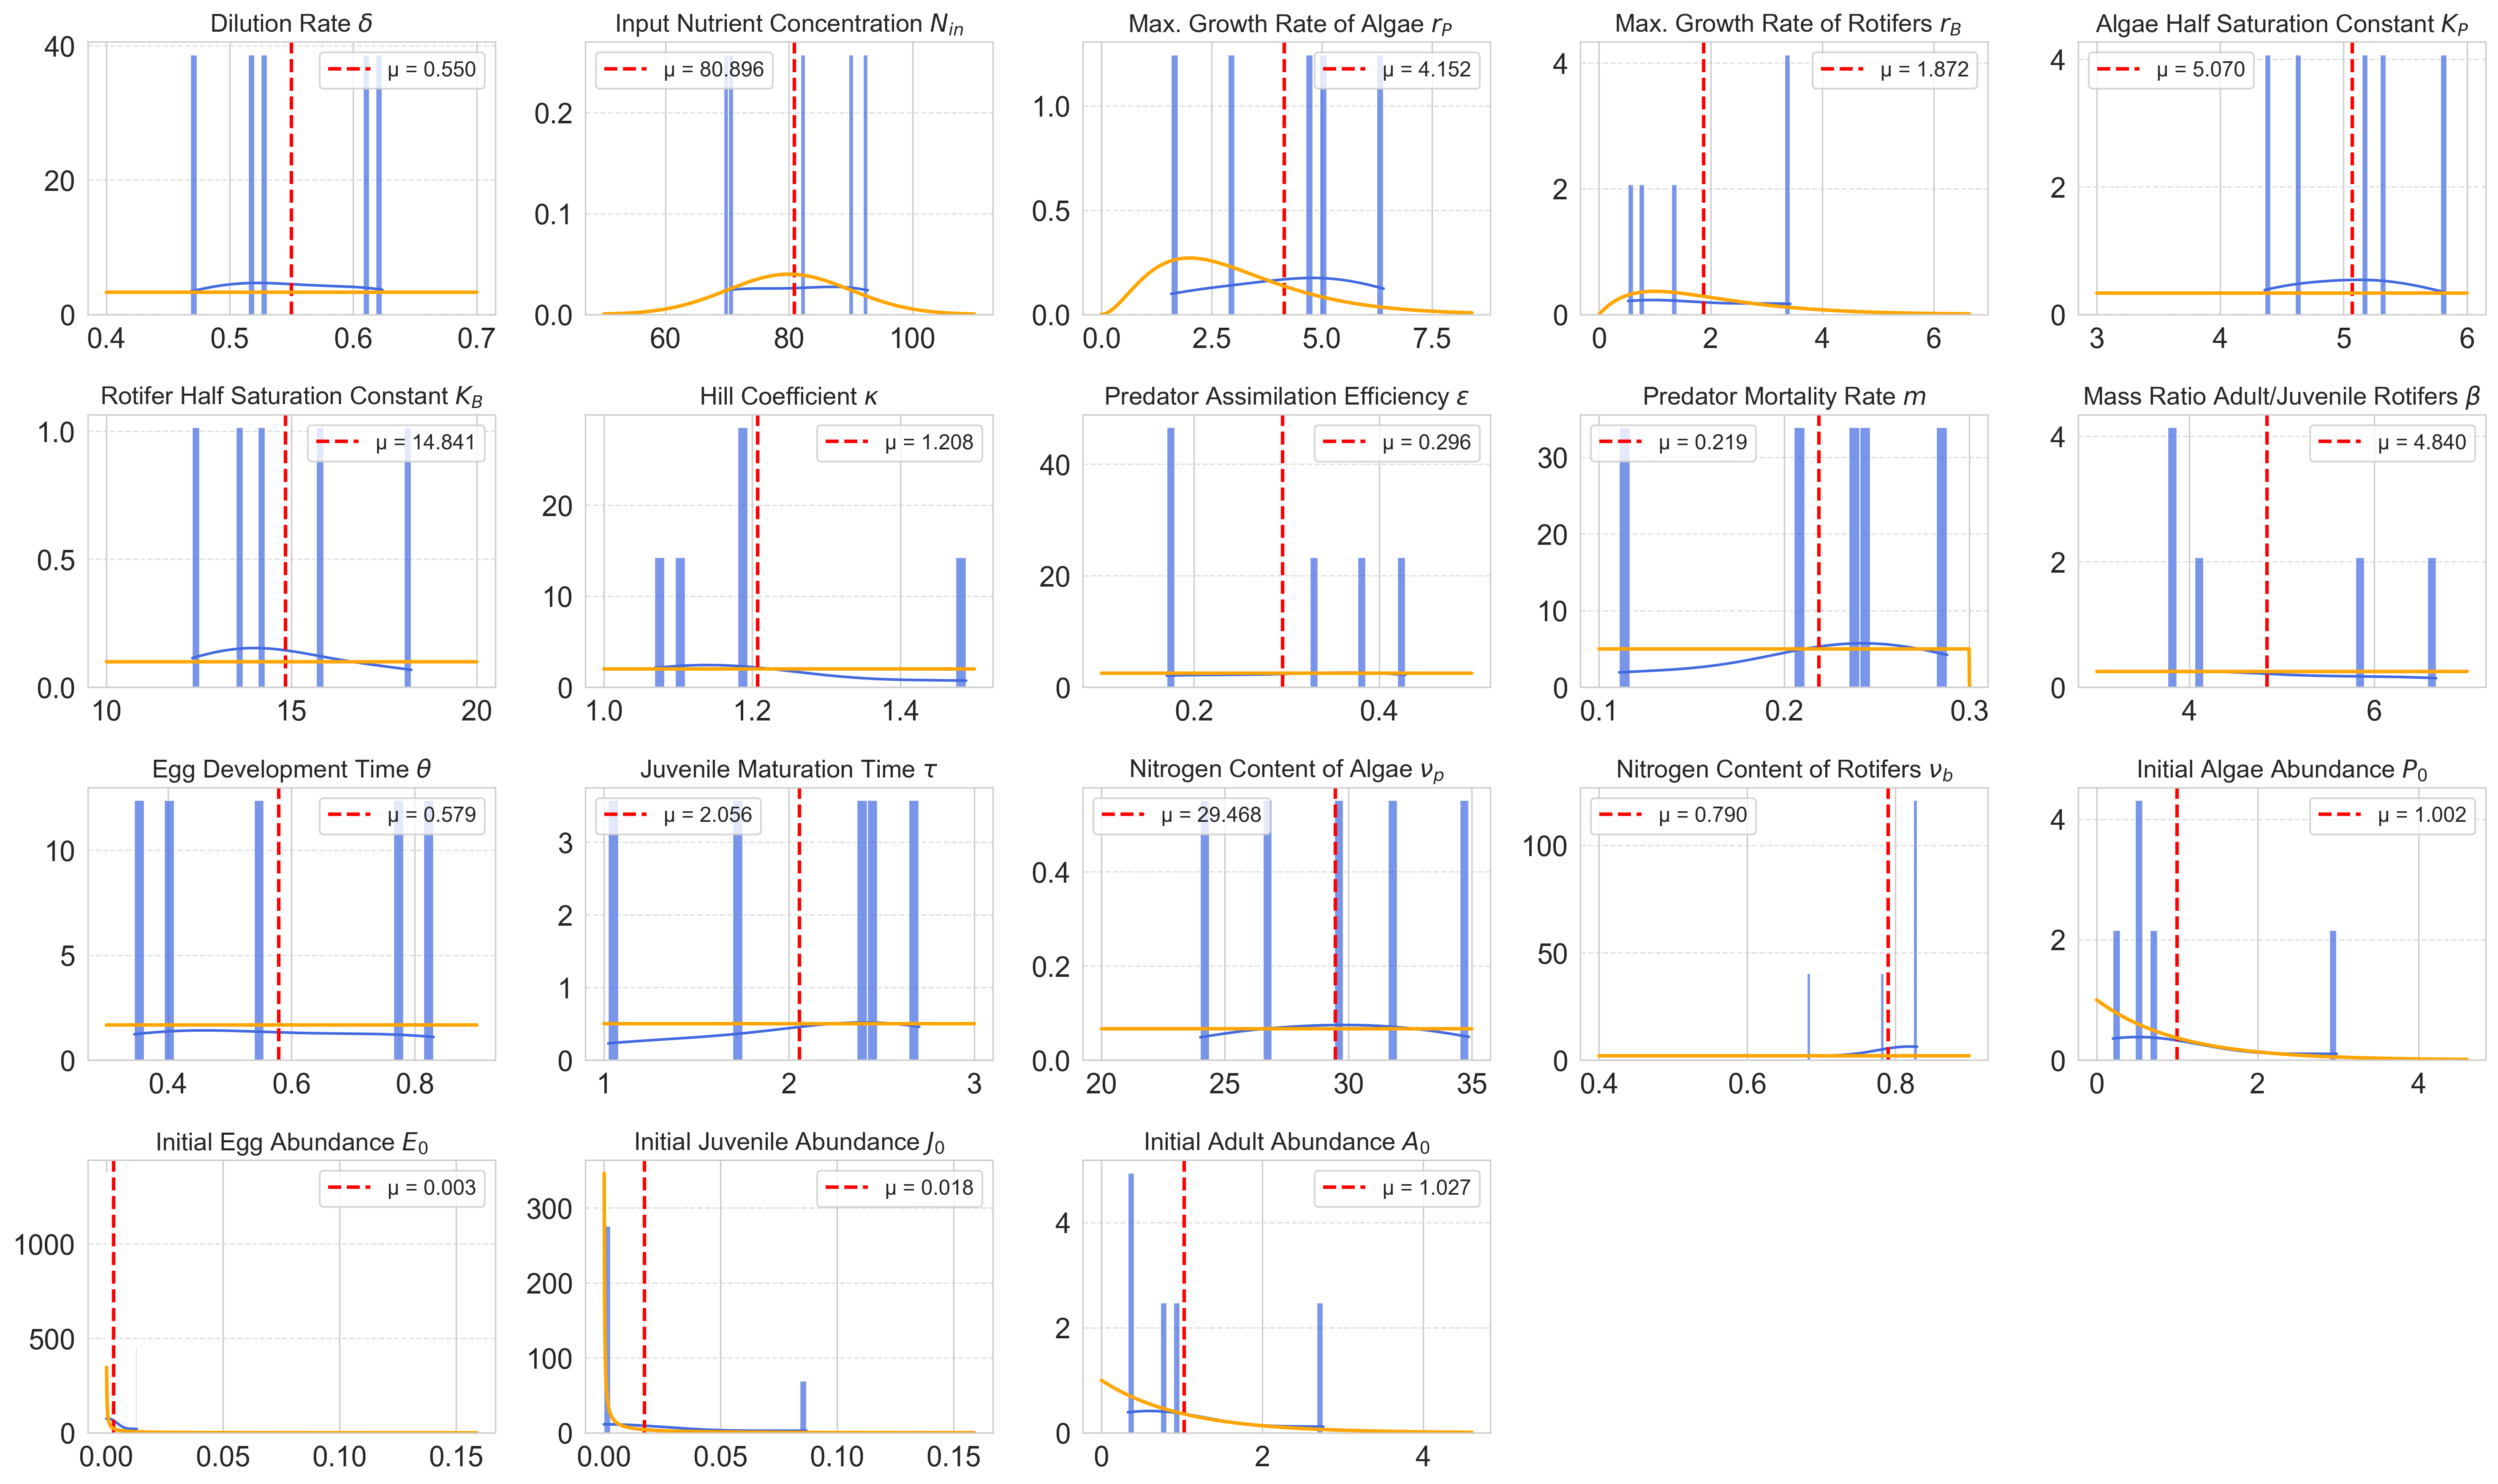 Dilution Rate δ
μ = 0.550
40
20
0
0.4 0.5 0.6 0.7
Input Nutrient Concentration N_in
μ = 80.896
0.2
0.1
0.0
60 80 100
Max. Growth Rate of Algae r_P
μ = 4.152
1.0
0.5
0.0
0.0 2.5 5.0 7.5
Max. Growth Rate of Rotifers r_B
μ = 1.872
4
2
0
0 2 4 6
Algae Half Saturation Constant K_P
μ = 5.070
4
2
0
3 4 5 6
Rotifer Half Saturation Constant K_B
μ = 14.841
1.0
0.5
0.0
10 15 20
Hill Coefficient κ
μ = 1.208
20
10
0
1.0 1.2 1.4
Predator Assimilation Efficiency ε
μ = 0.296
40
20
0
0.2 0.4
Predator Mortality Rate m
μ = 0.219
30
20
10
0
0.1 0.2 0.3
Mass Ratio Adult/Juvenile Rotifers β
μ = 4.840
4
2
0
4 6
Egg Development Time θ
μ = 0.579
10
5
0
0.4 0.6 0.8
Juvenile Maturation Time τ
μ = 2.056
3
2
1
0
1 2 3
Nitrogen Content of Algae ν_p
μ = 29.468
0.4
0.2
0.0
20 25 30 35
Nitrogen Content of Rotifers ν_b
μ = 0.790
100
50
0
0.4 0.6 0.8
Initial Algae Abundance P_0
μ = 1.002
4
2
0
0 2 4
Initial Egg Abundance E_0
μ = 0.003
1000
500
0
0.00 0.05 0.10 0.15
Initial Juvenile Abundance J_0
μ = 0.018
300
200
100
0
0.00 0.05 0.10 0.15
Initial Adult Abundance A_0
μ = 1.027
4
2
0
0 2 4